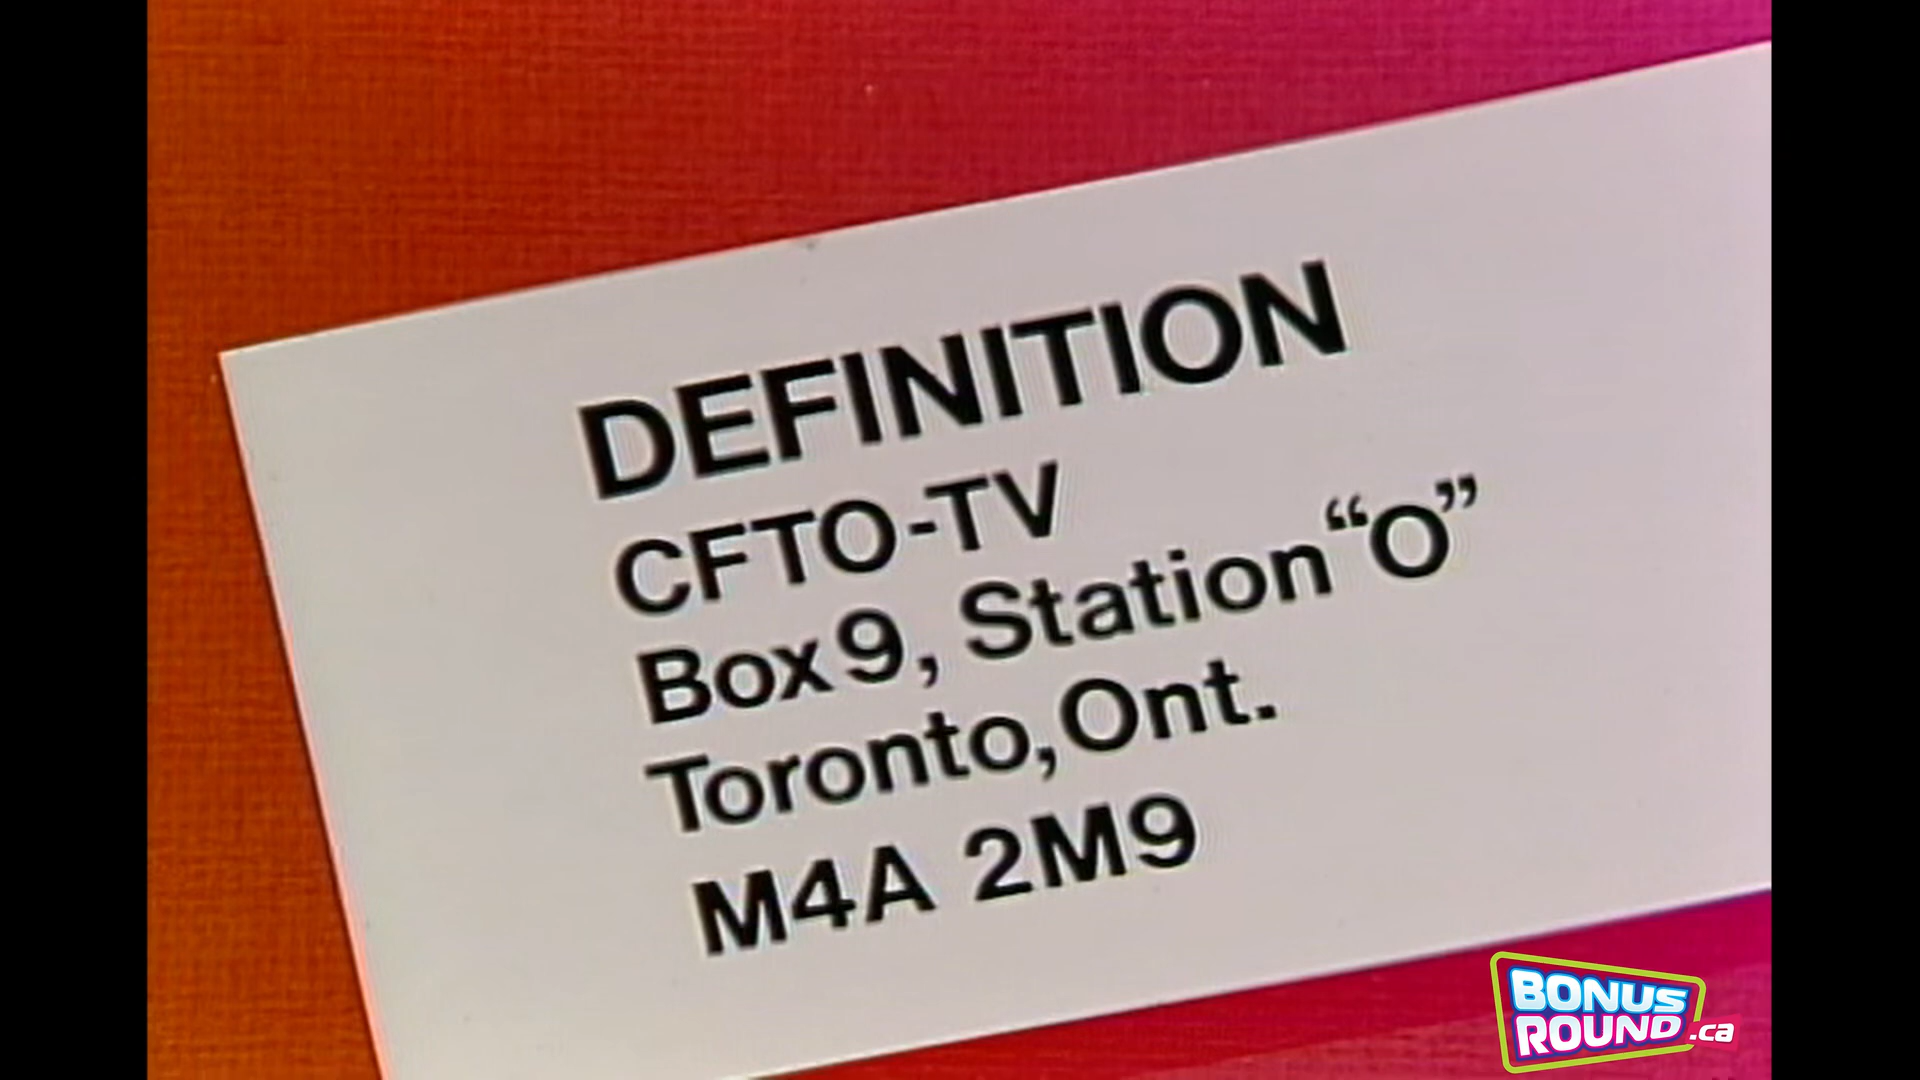 DEFINITION
CFTO-TV
Box 9, Station “O”
Toronto, Ont.
M4A 2M9
BONUS
ROUND.ca